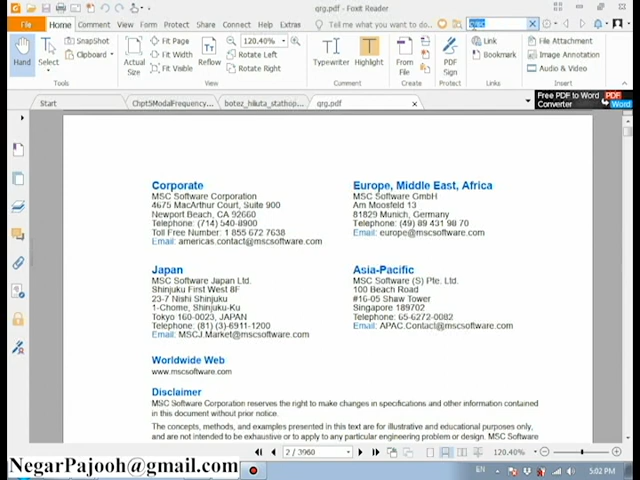 qrg.pdf - Foxit Reader
File Home Comment View Form Protect Share Connect Help Extras Tell me what you want to do..
Hand
Select
SnapShot
Clipboard
Tools
Actual Size
Fit Page
Fit Width
Fit Visible
Reflow
120.40%
Rotate Left
Rotate Right
View
Typewriter
Highlight
Comment
From File
Create
PDF Sign
Protect
Link
Bookmark
Links
File Attachment
Image Annotation
Audio & Video
Insert
Start
Chpt5ModalFrequency...
botez_hiliuta_stathop...
qrg.pdf
Free PDF to Word Converter
PDF
Word
Corporate
MSC Software Corporation
4675 MacArthur Court, Suite 900
Newport Beach, CA 92660
Telephone: (714) 540-8900
Toll Free Number: 1 855 672 7638
Email: americas.contact@mscsoftware.com
Europe, Middle East, Africa
MSC Software GmbH
Am Moosfeld 13
81829 Munich, Germany
Telephone: (49) 89 431 98 70
Email: europe@mscsoftware.com
Japan
MSC Software Japan Ltd.
Shinjuku First West 8F
23-7 Nishi Shinjuku
1-Chome, Shinjuku-Ku
Tokyo 160-0023, JAPAN
Telephone: (81) (3)-6911-1200
Email: MSCJ.Market@mscsoftware.com
Asia-Pacific
MSC Software (S) Pte. Ltd.
100 Beach Road
#16-05 Shaw Tower
Singapore 189702
Telephone: 65-6272-0082
Email: APAC.Contact@mscsoftware.com
Worldwide Web
www.mscsoftware.com
Disclaimer
MSC Software Corporation reserves the right to make changes in specifications and other information contained
in this document without prior notice.
The concepts, methods, and examples presented in this text are for illustrative and educational purposes only,
and are not intended to be exhaustive or to apply to any particular engineering problem or design. MSC Software
2 / 3960
120.40%
NegarPajooh@gmail.com
EN
5:02 PM